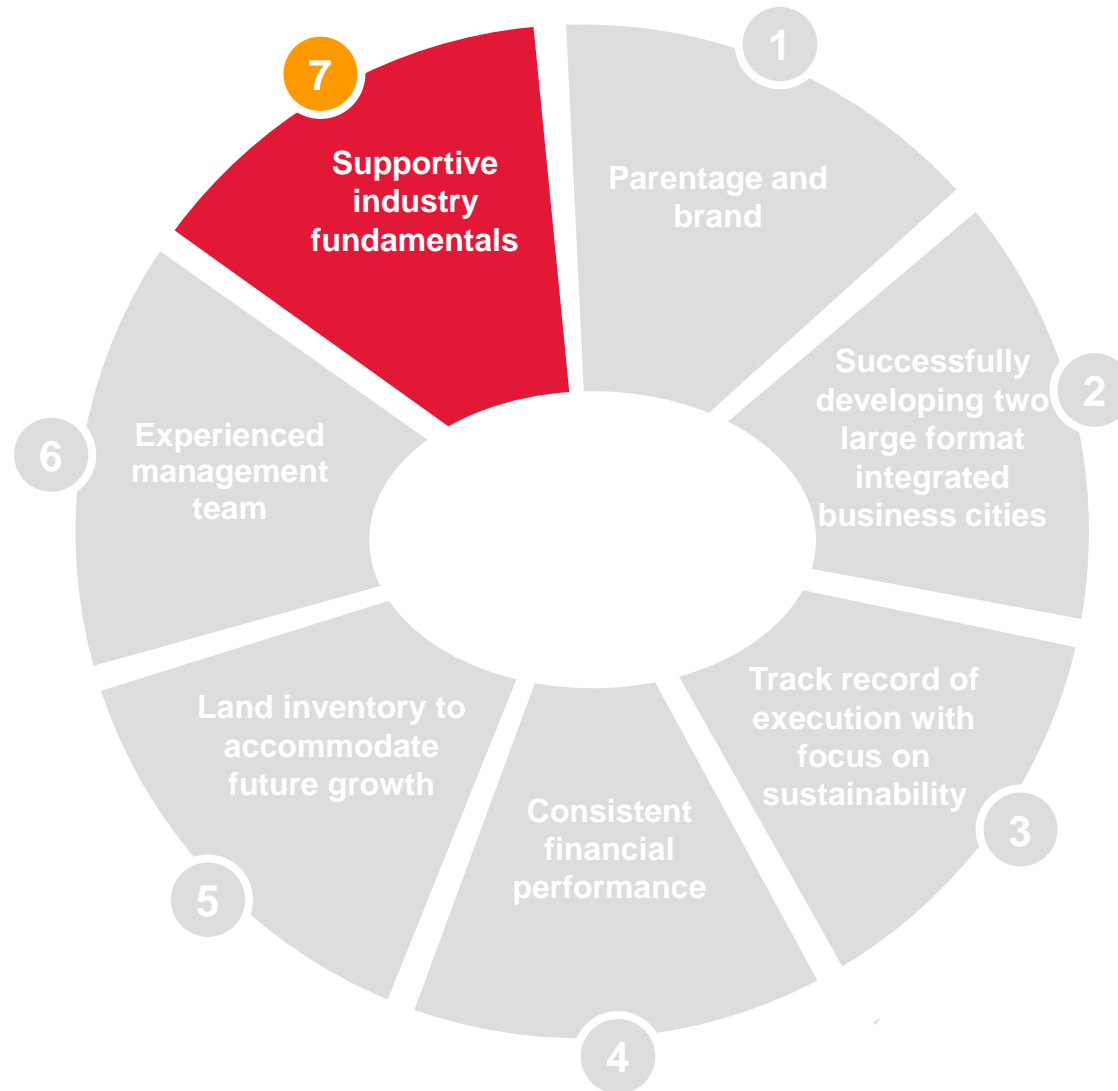 1
Parentage and
brand
2
Successfully
developing two
large format
integrated
business cities
3
Track record of
execution with
focus on
sustainability
4
Consistent
financial
performance
5
Land inventory to
accommodate
future growth
6
Experienced
management
team
7
Supportive
industry
fundamentals